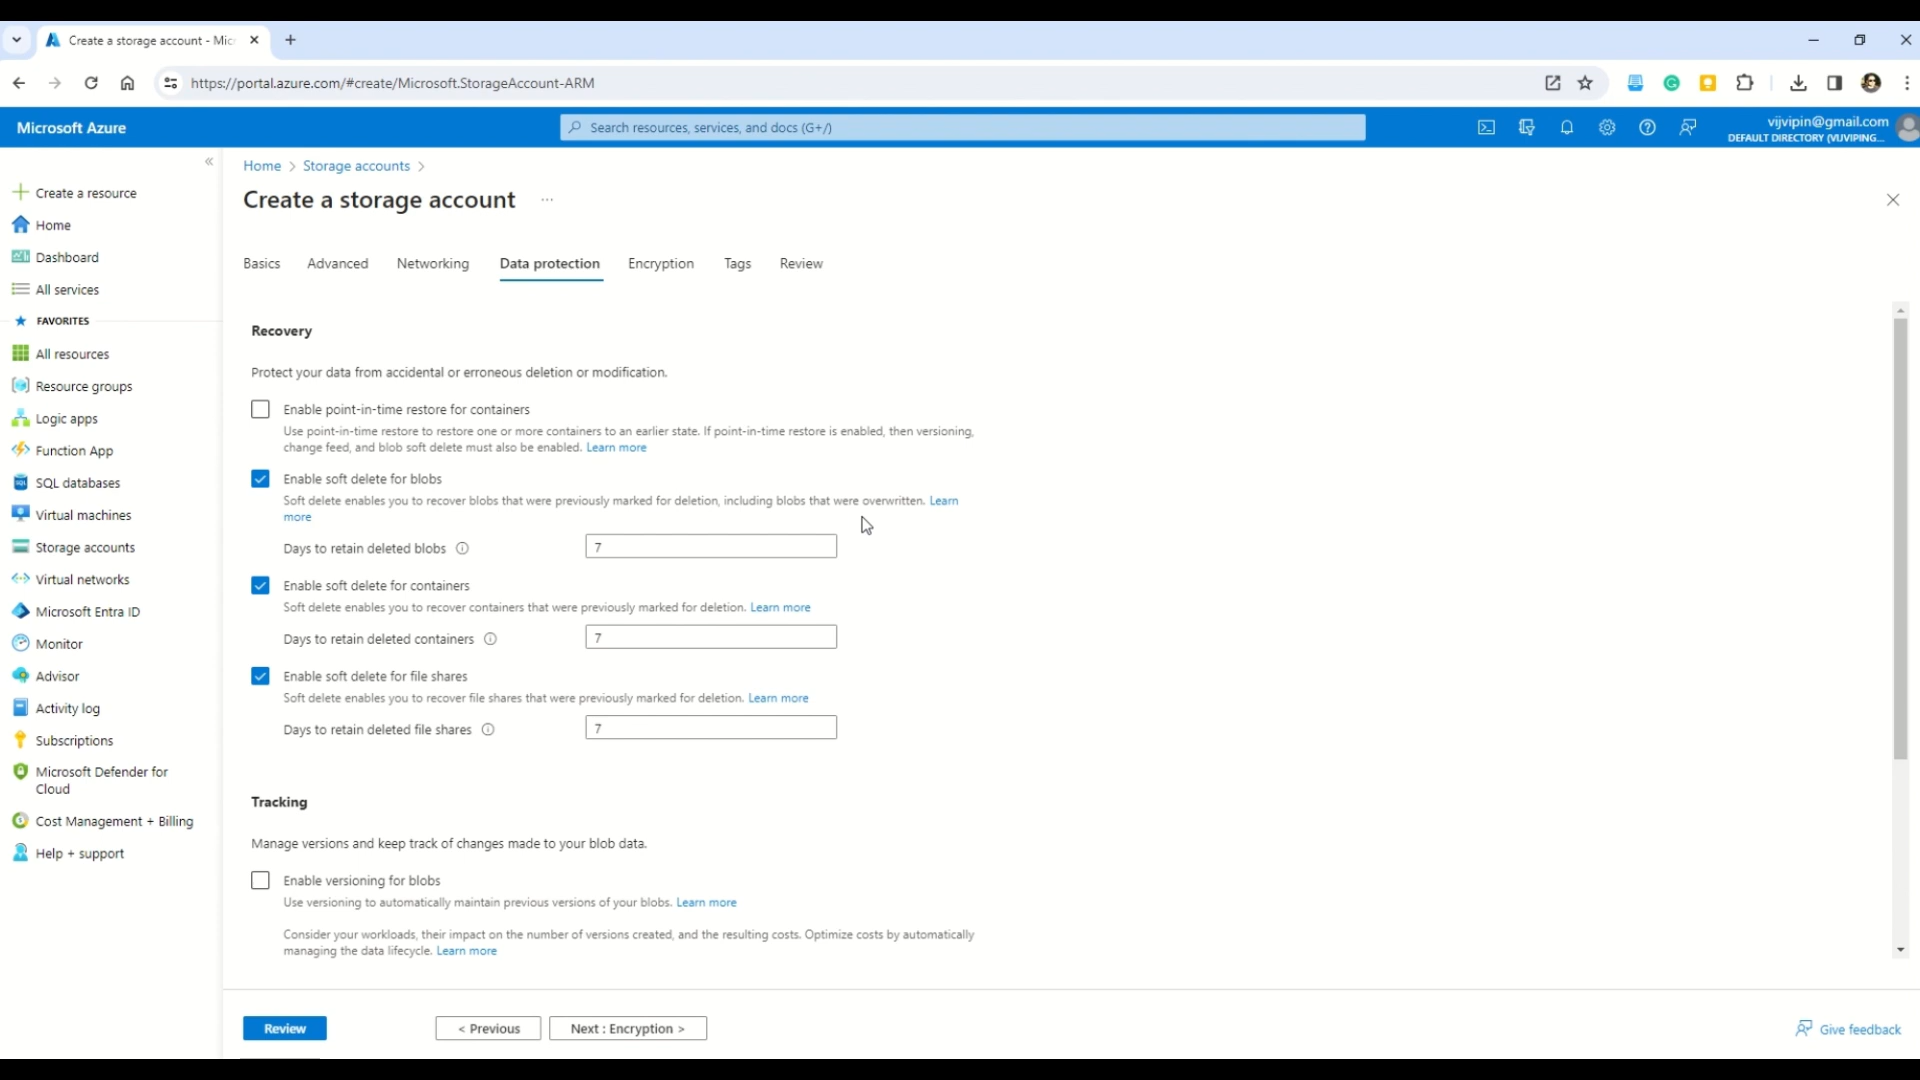 Create a storage account - Mic
https://portal.azure.com/#create/Microsoft.StorageAccount-ARM
Microsoft Azure
Search resources, services, and docs (G+/)
vijvipin@gmail.com
DEFAULT DIRECTORY (VIJVIPING...
Home > Storage accounts >
Create a storage account ...
Create a resource
Home
Dashboard
All services
FAVORITES
All resources
Resource groups
Logic apps
Function App
SQL databases
Virtual machines
Storage accounts
Virtual networks
Microsoft Entra ID
Monitor
Advisor
Activity log
Subscriptions
Microsoft Defender for
Cloud
Cost Management + Billing
Help + support
Basics Advanced Networking Data protection Encryption Tags Review
Recovery
Protect your data from accidental or erroneous deletion or modification.
Enable point-in-time restore for containers
Use point-in-time restore to restore one or more containers to an earlier state. If point-in-time restore is enabled, then versioning,
change feed, and blob soft delete must also be enabled. Learn more
Enable soft delete for blobs
Soft delete enables you to recover blobs that were previously marked for deletion, including blobs that were overwritten. Learn
more
Days to retain deleted blobs 7
Enable soft delete for containers
Soft delete enables you to recover containers that were previously marked for deletion. Learn more
Days to retain deleted containers 7
Enable soft delete for file shares
Soft delete enables you to recover file shares that were previously marked for deletion. Learn more
Days to retain deleted file shares 7
Tracking
Manage versions and keep track of changes made to your blob data.
Enable versioning for blobs
Use versioning to automatically maintain previous versions of your blobs. Learn more
Consider your workloads, their impact on the number of versions created, and the resulting costs. Optimize costs by automatically
managing the data lifecycle. Learn more
Review < Previous Next : Encryption > Give feedback